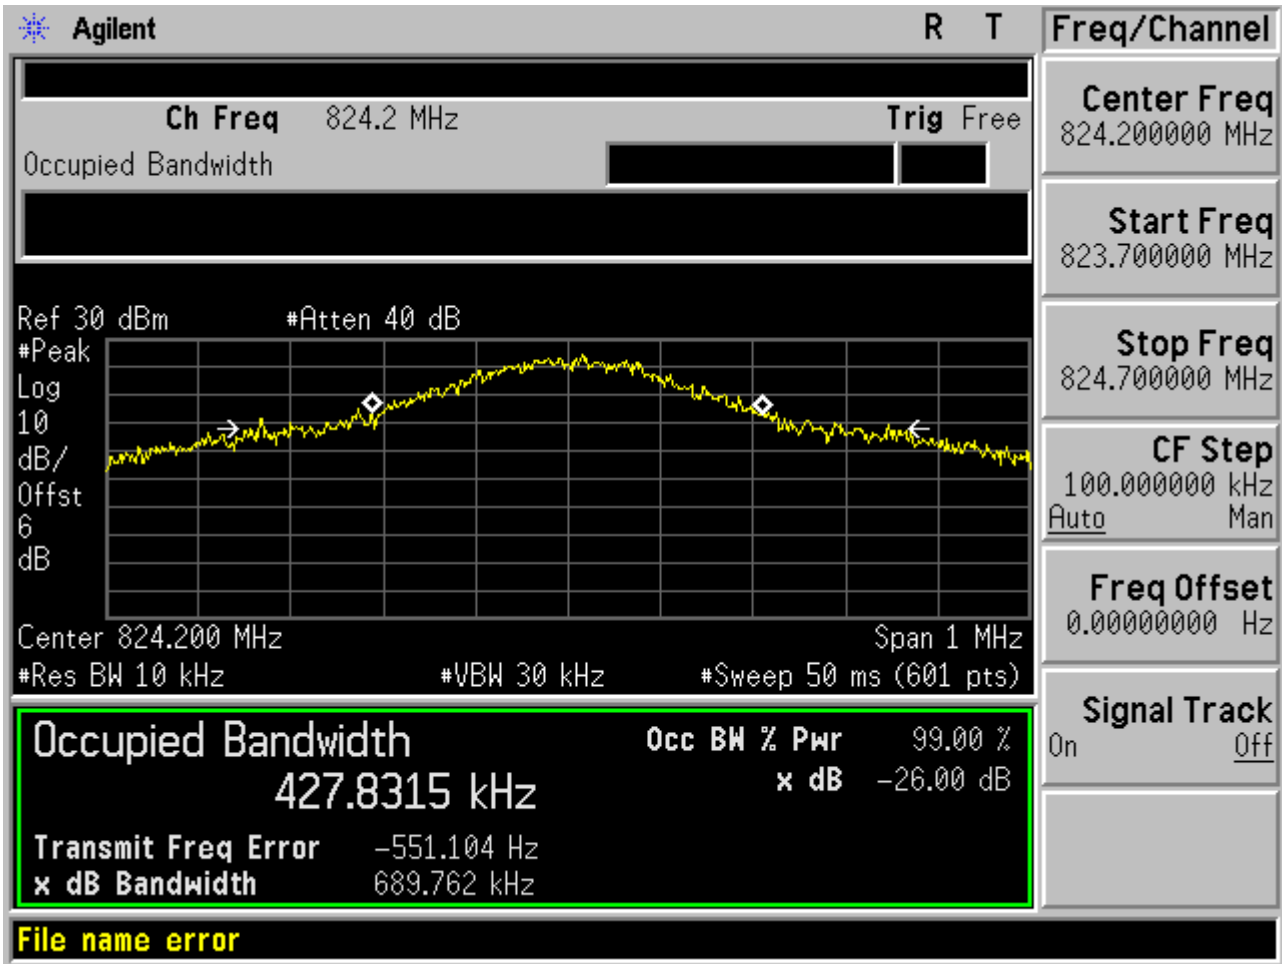 Agilent R T Freq/Channel
Ch Freq 824.2 MHz Trig Free
Occupied Bandwidth
Center Freq
824.200000 MHz
Start Freq
823.700000 MHz
Stop Freq
824.700000 MHz
CF Step
100.000000 kHz
Auto Man
Freq Offset
0.00000000 Hz
Signal Track
On Off
Ref 30 dBm #Atten 40 dB
#Peak
Log
10
dB/
Offst
6
dB
Center 824.200 MHz Span 1 MHz
#Res BW 10 kHz #VBW 30 kHz #Sweep 50 ms (601 pts)
Occupied Bandwidth Occ BW % Pwr 99.00 %
427.8315 kHz x dB -26.00 dB
Transmit Freq Error -551.104 Hz
x dB Bandwidth 689.762 kHz
File name error